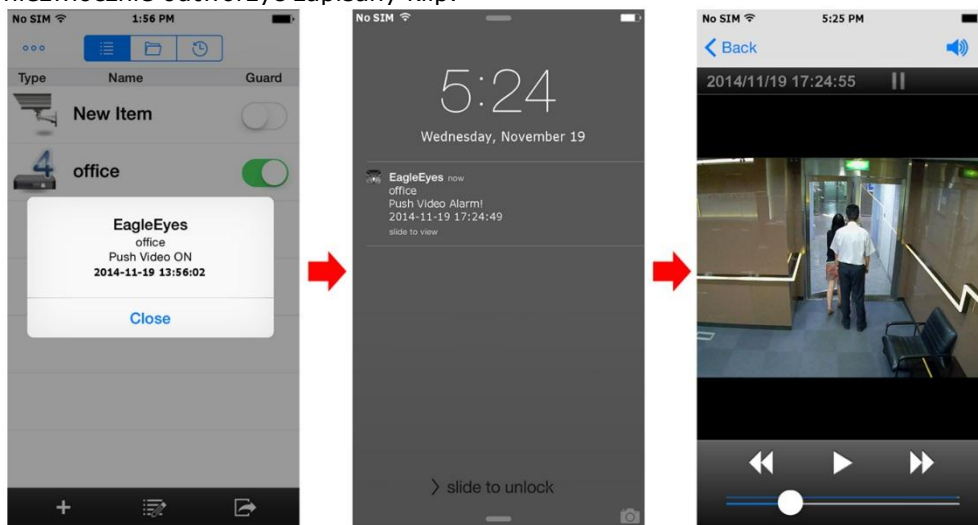 No SIM 1:56 PM
Type Name Guard
New Item
4 office
EagleEyes
office
Push Video ON
2014-11-19 13:56:02
Close
No SIM
5:24
Wednesday, November 19
EagleEyes now
office
Push Video Alarm!
2014-11-19 17:24:49
slide to view
> slide to unlock
No SIM 5:25 PM
Back
2014/11/19 17:24:55